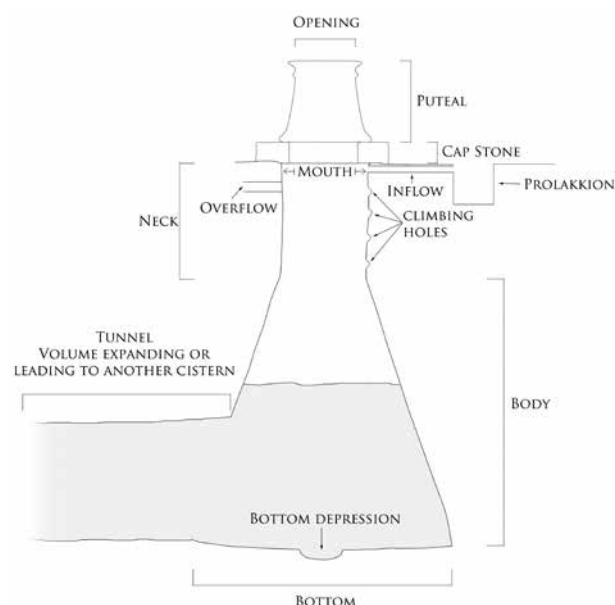 OPENING
PUTEAL
CAP STONE
MOUTH
INFLOW
PROLAKKION
OVERFLOW
NECK
CLIMBING
HOLES
TUNNEL
VOLUME EXPANDING OR
LEADING TO ANOTHER CISTERN
BODY
BOTTOM DEPRESSION
BOTTOM